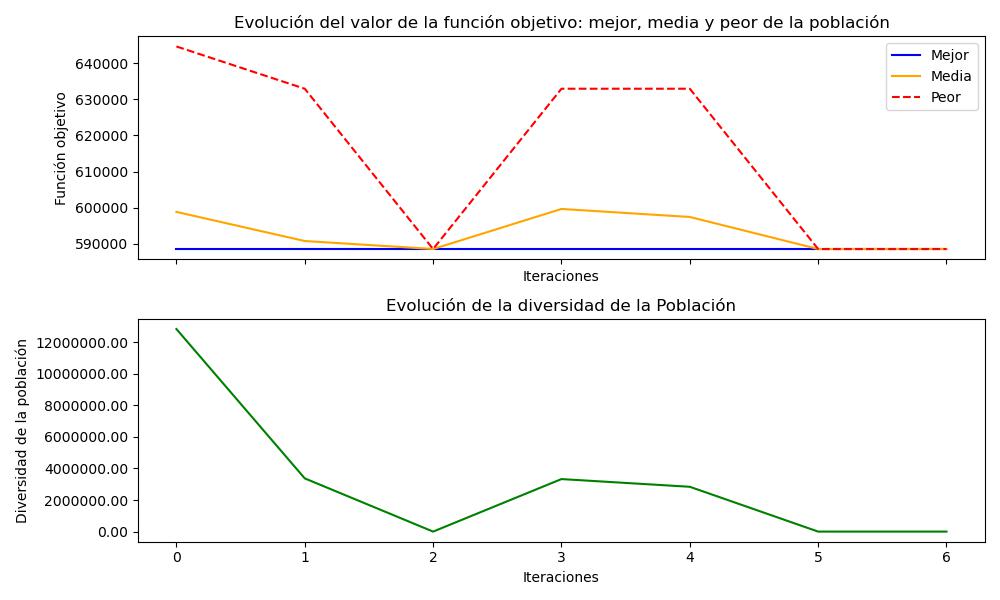 Evolución del valor de la función objetivo: mejor, media y peor de la población
Función objetivo
640000
630000
620000
610000
600000
590000
Mejor
Media
Peor
Iteraciones
Evolución de la diversidad de la Población
Diversidad de la población
12000000.00
10000000.00
8000000.00
6000000.00
4000000.00
2000000.00
0.00
0 1 2 3 4 5 6
Iteraciones